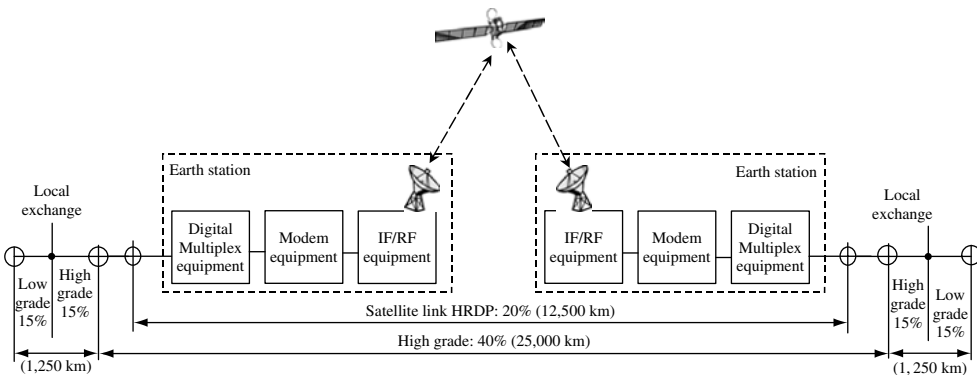 Earth station
Earth station
Local
exchange
Local
exchange
Digital
Multiplex
equipment
Modem
equipment
IF/RF
equipment
IF/RF
equipment
Modem
equipment
Digital
Multiplex
equipment
Low
grade
15%
High
grade
15%
High
grade
15%
Low
grade
15%
Satellite link HRDP: 20% (12,500 km)
High grade: 40% (25,000 km)
(1,250 km)
(1, 250 km)